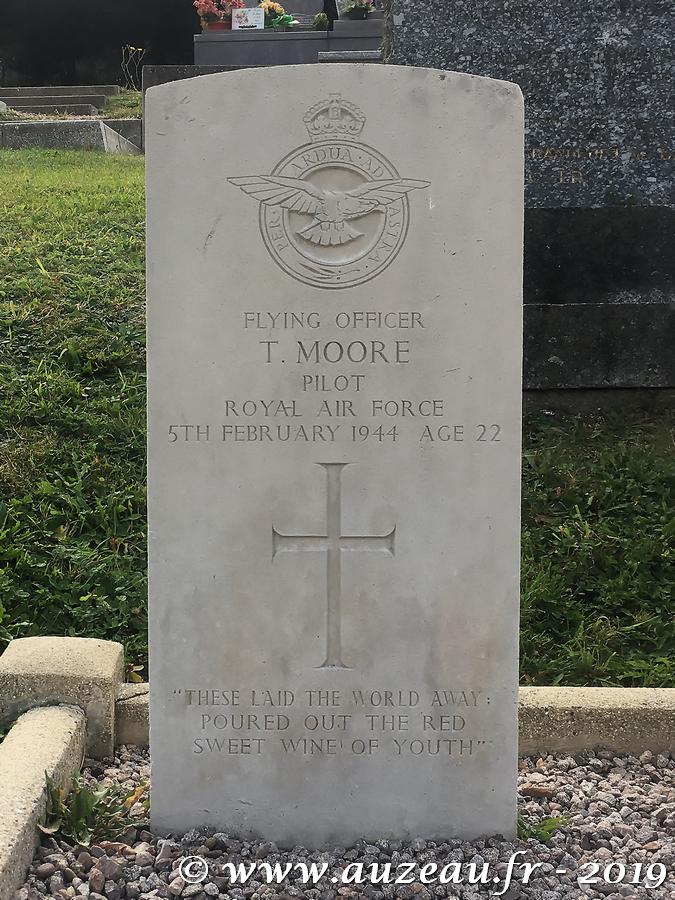 PER ARDUA AD ASTRA
FLYING OFFICER
T. MOORE
PILOT
ROYAL AIR FORCE
5TH FEBRUARY 1944 AGE 22
"THESE LAID THE WORLD AWAY:
POURED OUT THE RED
SWEET WINE OF YOUTH"
© www.auzeau.fr - 2019